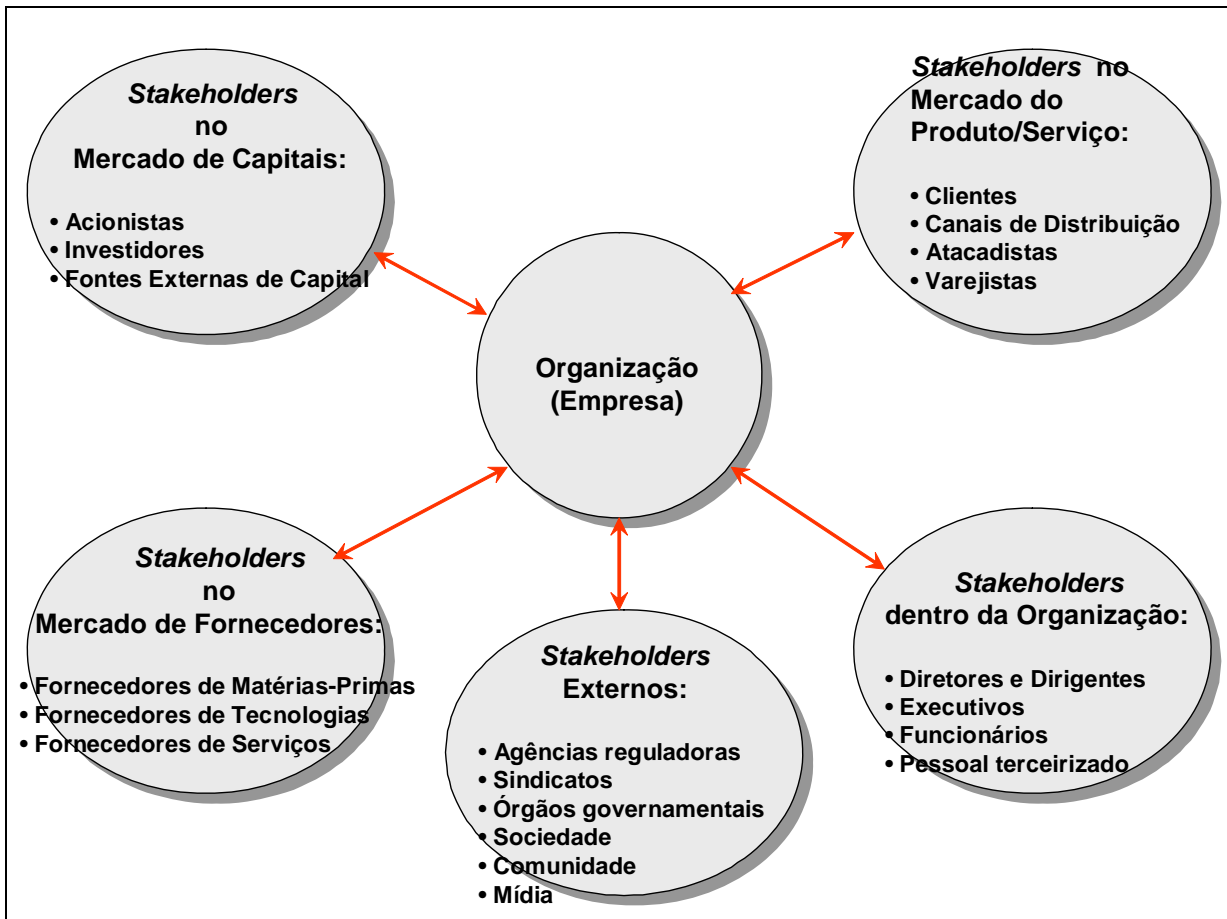 Stakeholders
no
Mercado de Capitais:
• Acionistas
• Investidores
• Fontes Externas de Capital
Stakeholders no
Mercado do
Produto/Serviço:
• Clientes
• Canais de Distribuição
• Atacadistas
• Varejistas
Organização
(Empresa)
Stakeholders
no
Mercado de Fornecedores:
• Fornecedores de Matérias-Primas
• Fornecedores de Tecnologias
• Fornecedores de Serviços
Stakeholders
Externos:
• Agências reguladoras
• Sindicatos
• Órgãos governamentais
• Sociedade
• Comunidade
• Mídia
Stakeholders
dentro da Organização:
• Diretores e Dirigentes
• Executivos
• Funcionários
• Pessoal terceirizado